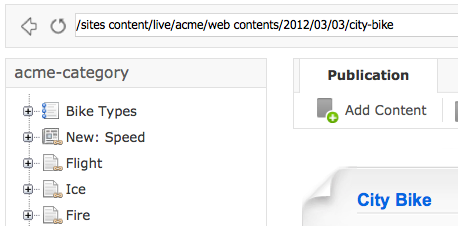 /sites content/live/acme/web contents/2012/03/03/city-bike
acme-category
Bike Types
New: Speed
Flight
Ice
Fire
Publication
Add Content
City Bike